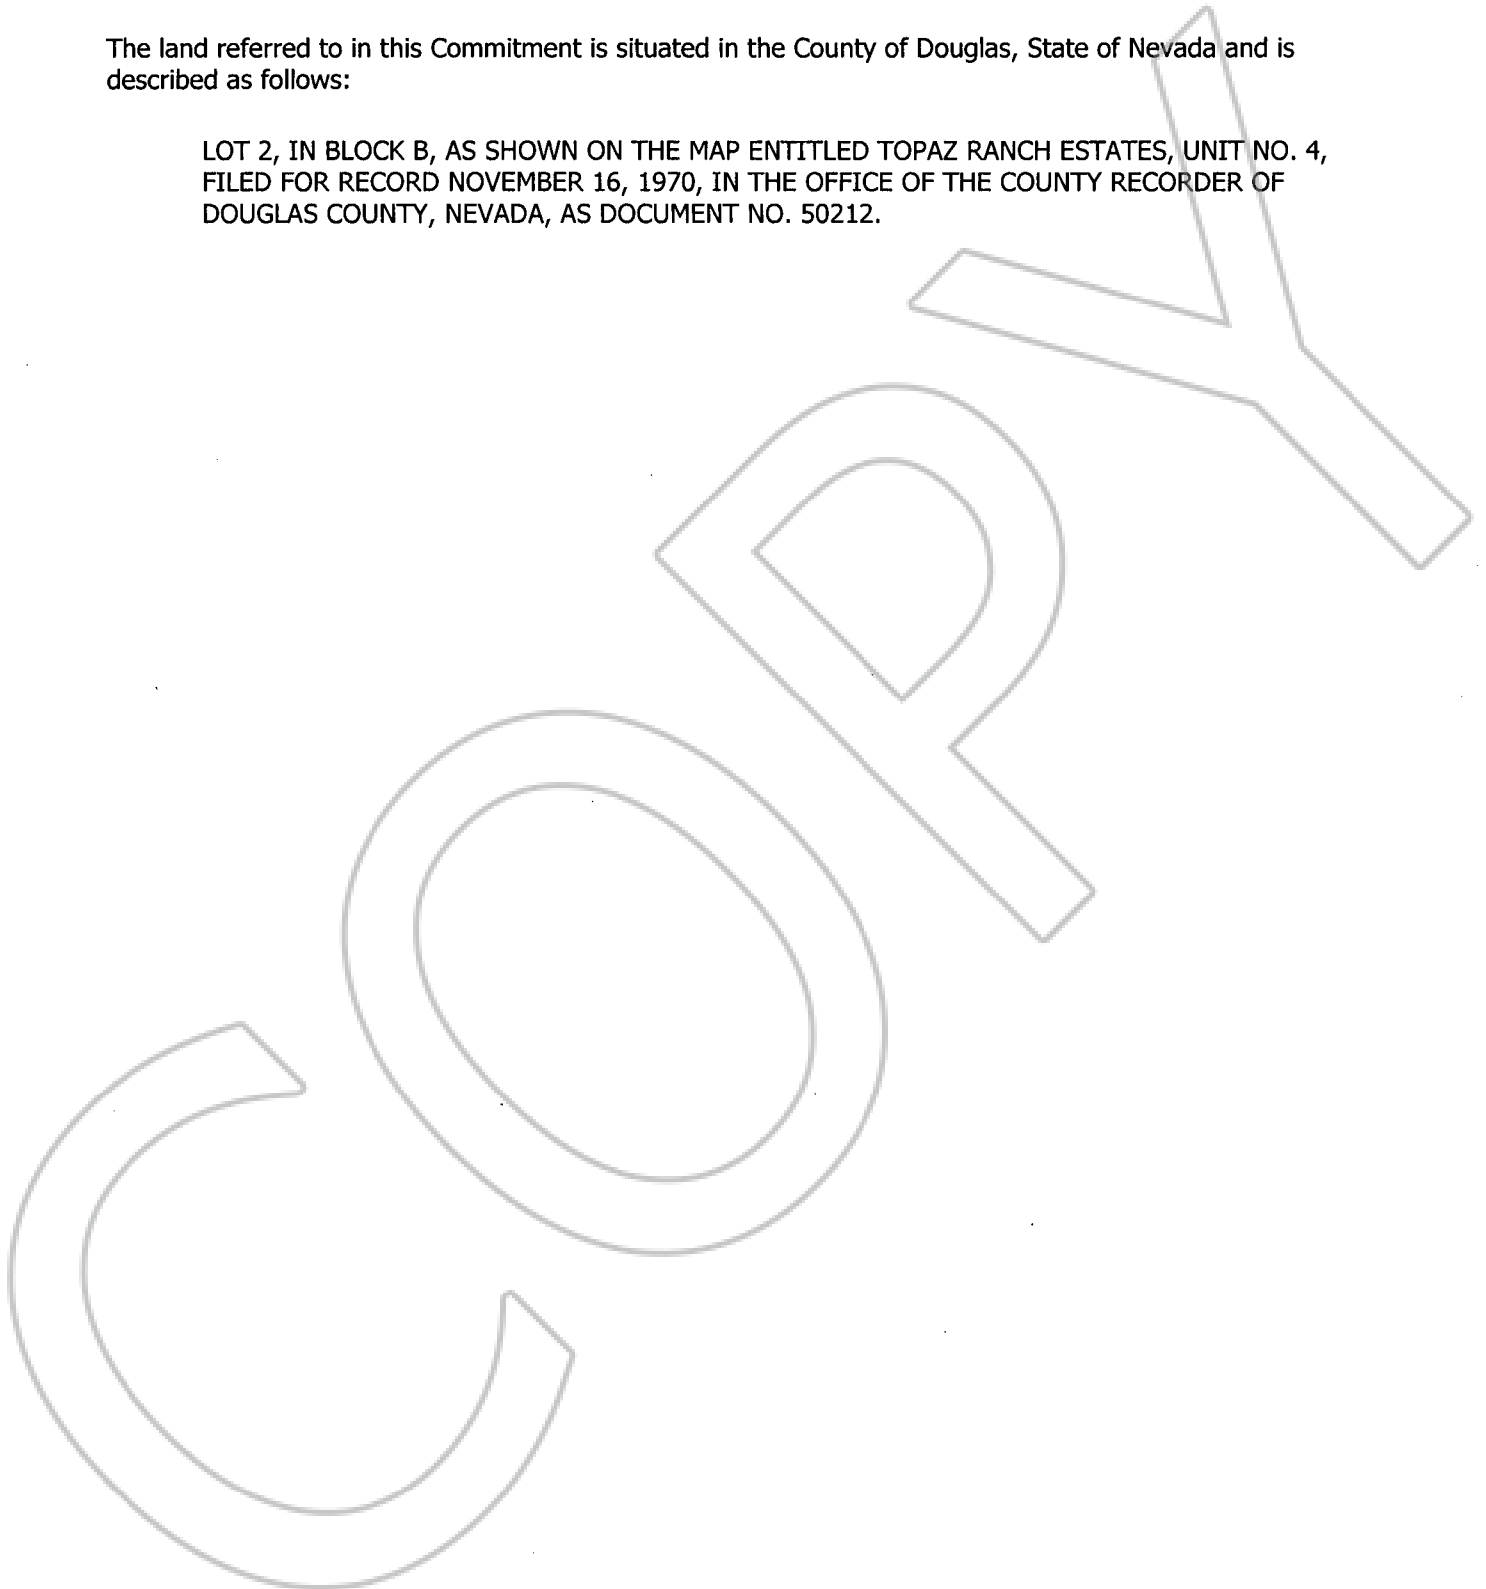 The land referred to in this Commitment is situated in the County of Douglas, State of Nevada and is
described as follows:
LOT 2, IN BLOCK B, AS SHOWN ON THE MAP ENTITLED TOPAZ RANCH ESTATES, UNIT NO. 4,
FILED FOR RECORD NOVEMBER 16, 1970, IN THE OFFICE OF THE COUNTY RECORDER OF
DOUGLAS COUNTY, NEVADA, AS DOCUMENT NO. 50212.
COPY